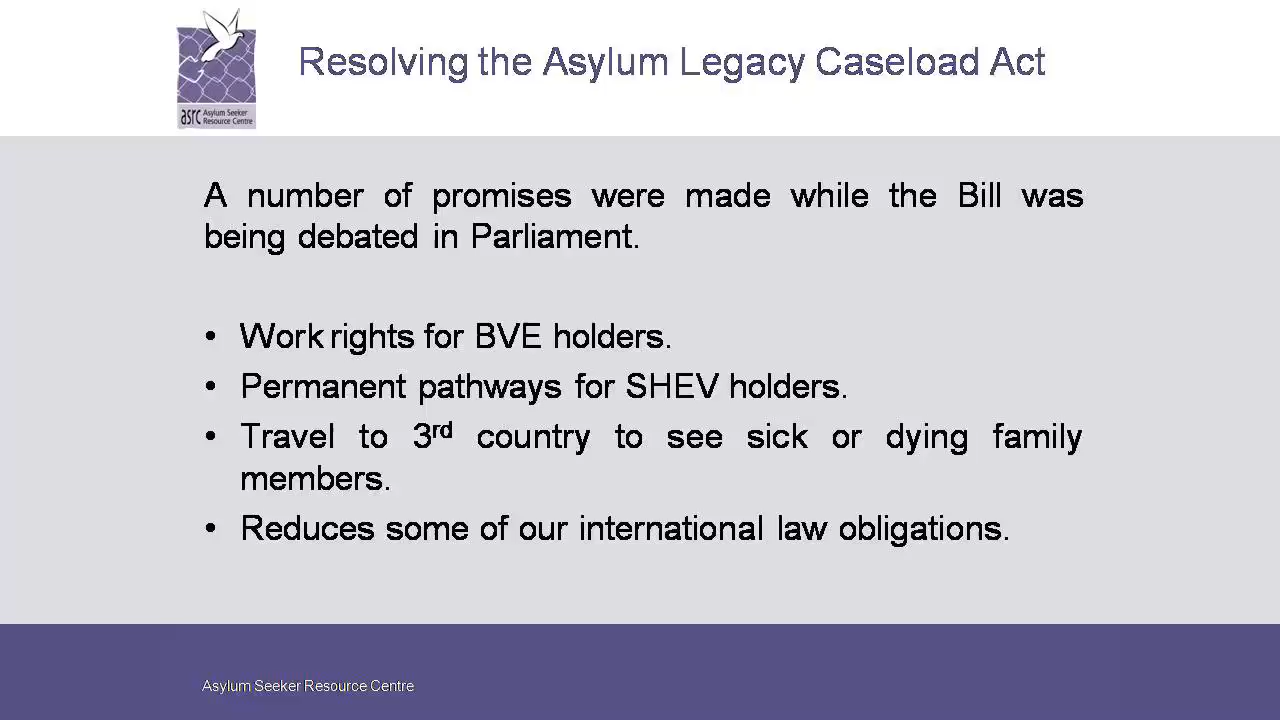 Resolving the Asylum Legacy Caseload Act
asrc Asylum Seeker
Resource Centre
A number of promises were made while the Bill was
being debated in Parliament.
• Work rights for BVE holders.
• Permanent pathways for SHEV holders.
• Travel to 3rd country to see sick or dying family
members.
• Reduces some of our international law obligations.
Asylum Seeker Resource Centre